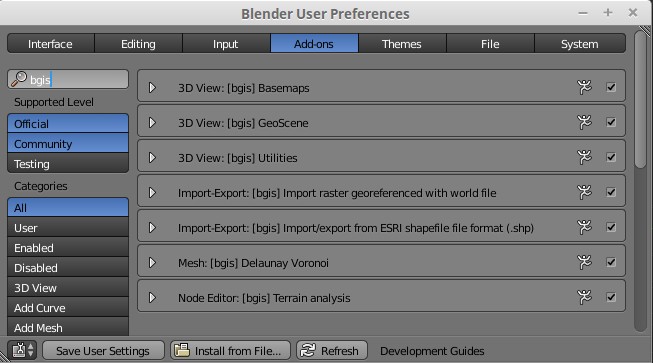 Blender User Preferences
Interface Editing Input Add-ons Themes File System
bgis
Supported Level
Official
Community
Testing
Categories
All
User
Enabled
Disabled
3D View
Add Curve
Add Mesh
3D View: [bgis] Basemaps
3D View: [bgis] GeoScene
3D View: [bgis] Utilities
Import-Export: [bgis] Import raster georeferenced with world file
Import-Export: [bgis] Import/export from ESRI shapefile file format (.shp)
Mesh: [bgis] Delaunay Voronoi
Node Editor: [bgis] Terrain analysis
Save User Settings Install from File... Refresh Development Guides